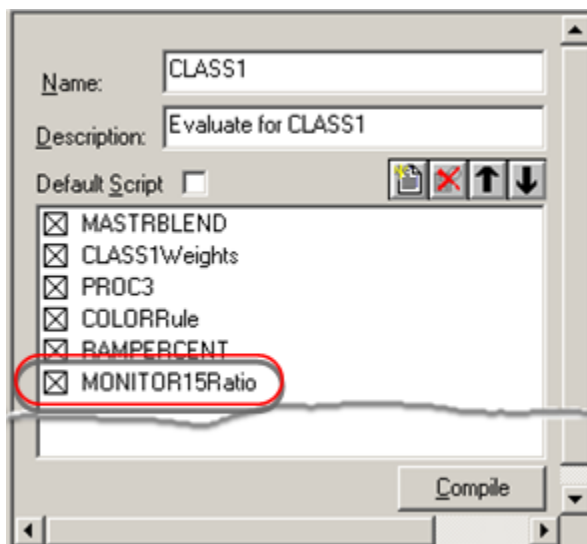 Name: CLASS1
Description: Evaluate for CLASS1
Default Script
MASTRBLEND
CLASS1Weights
PROC3
COLORRule
RAMPERCENT
MONITOR15Ratio
Compile